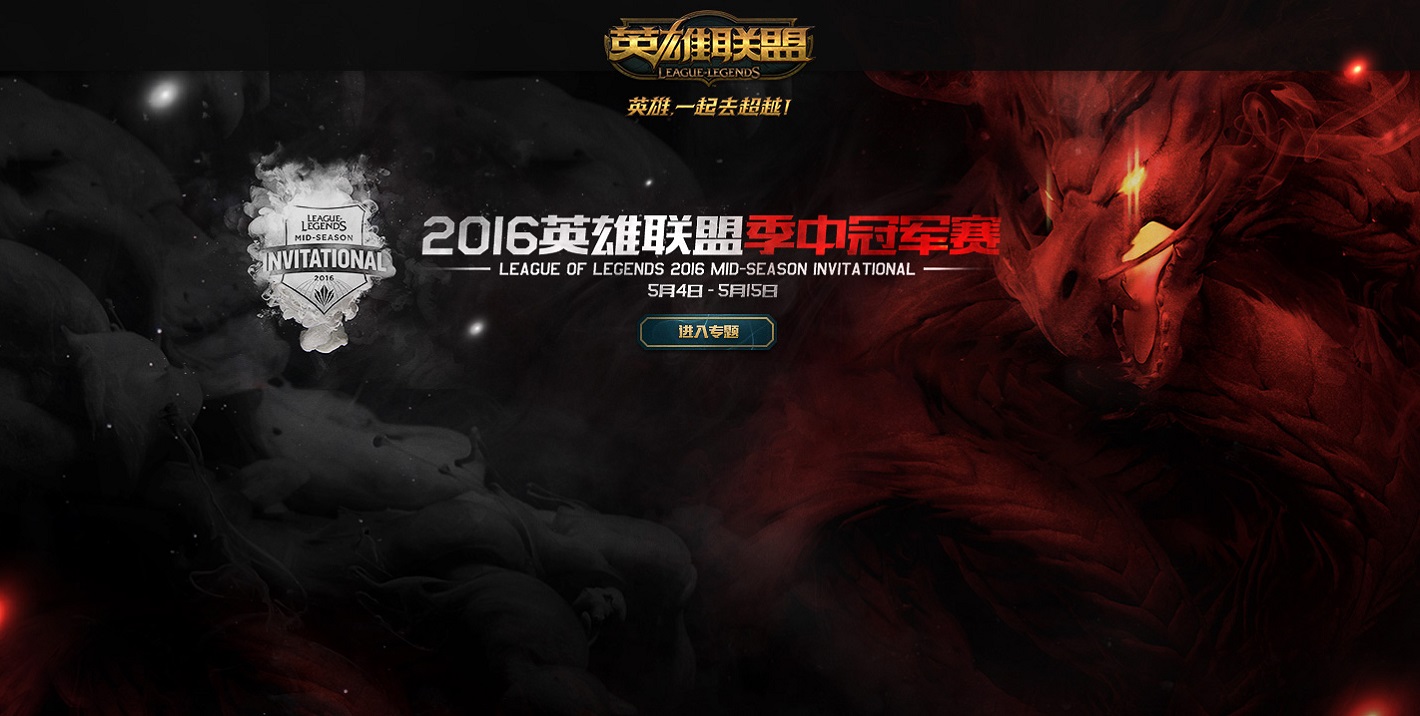 英雄联盟
LEAGUE OF LEGENDS
英雄,一起去超越!
LEAGUE OF
LEGENDS
MID-SEASON
INVITATIONAL
2016
2016英雄联盟季中冠军赛
LEAGUE OF LEGENDS 2016 MID-SEASON INVITATIONAL
5月4日 - 5月15日
进入专题